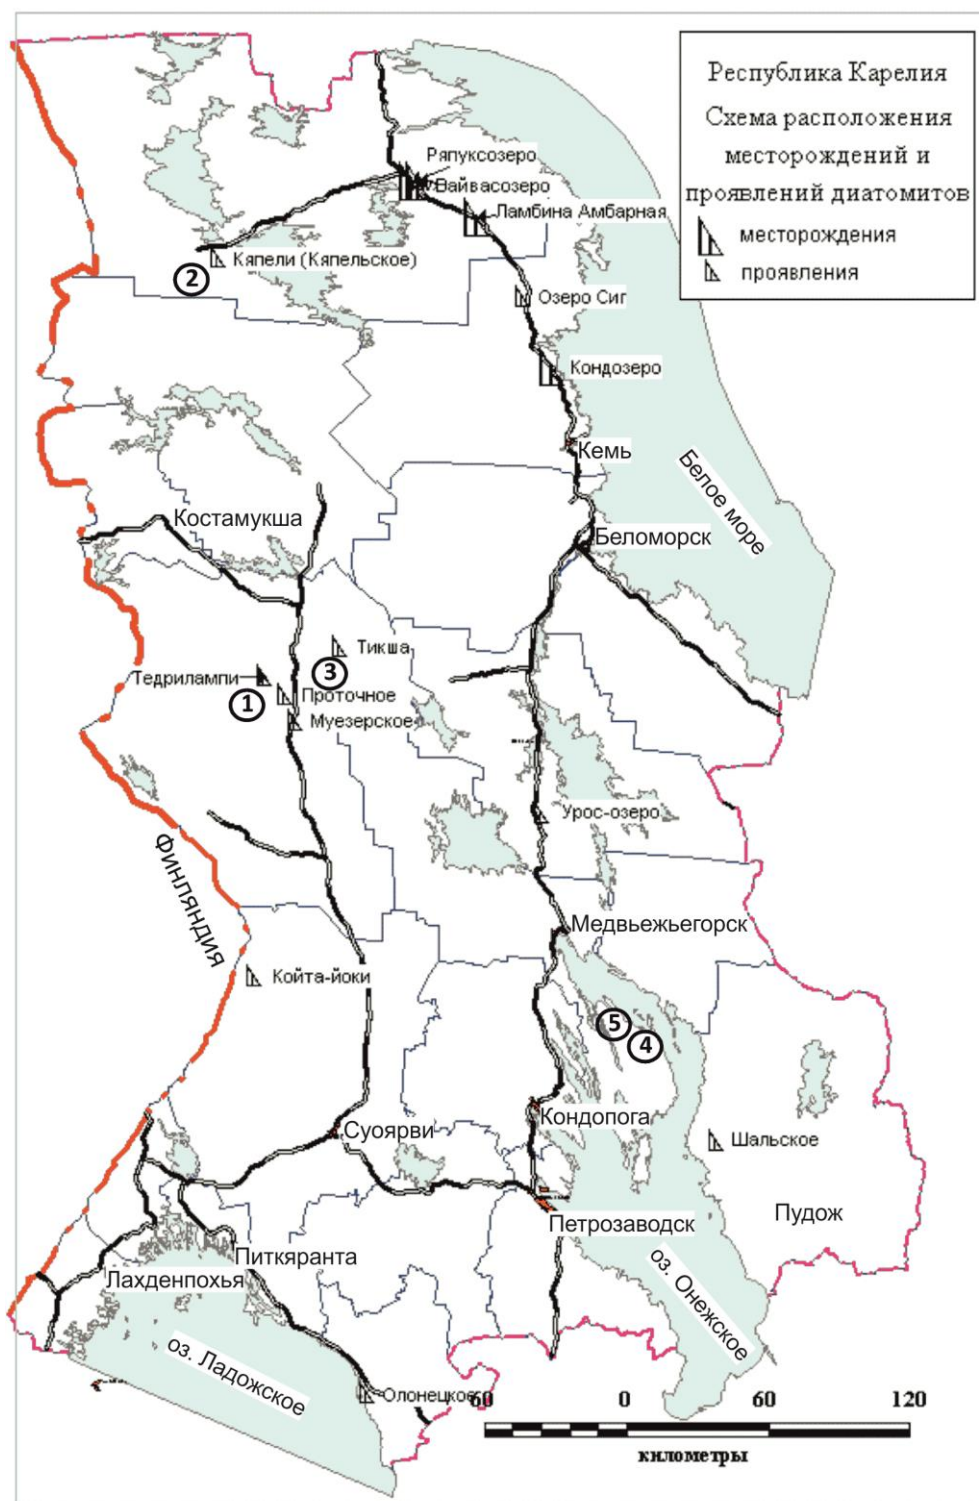 Республика Карелия
Схема расположения
месторождений и
проявлений диатомитов
месторождения
проявления
Ряпуксозеро
Вайвасозеро
Ламбина Амбарная
Кяпели (Кяпельское)
2
Озеро Сиг
Кондозеро
Кемь
Белое море
Костамукша
Беломорск
Тикша
3
Тедрилампи
1
Проточное
Муезерское
Урос-озеро
Финляндия
Медвьежьегорск
Койта-йоки
5
4
Кондопога
Суоярви
Шальское
Петрозаводск
Пудож
Питкяранта
Лахденпохья
оз. Онежское
оз. Ладожское
Олонецкое
60 0 60 120
километры